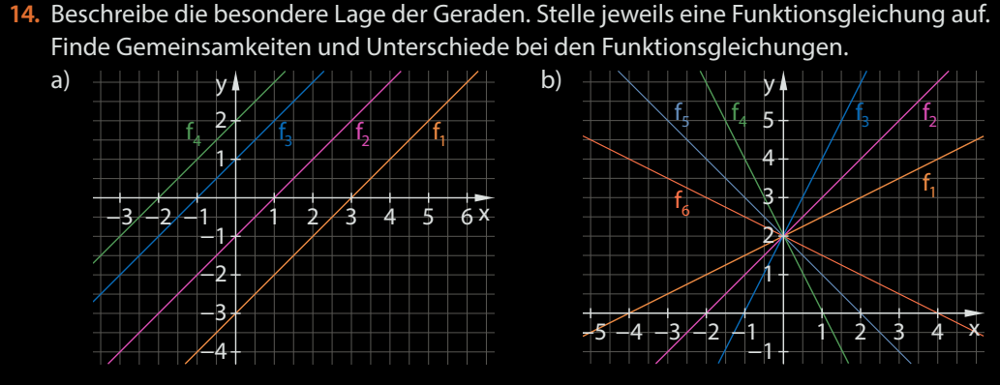 14. Beschreibe die besondere Lage der Geraden. Stelle jeweils eine Funktionsgleichung auf.
Finde Gemeinsamkeiten und Unterschiede bei den Funktionsgleichungen.
a)
y
2
1
f₄ f₃ f₂ f₁
−3 −2 −1 1 2 3 4 5 6 x
−1
−2
−3
−4
b)
y
f₅ f₄ 5 f₃ f₂
4
f₁
3
f₆
2
1
−5 −4 −3 −2 −1 1 2 3 4 x
−1